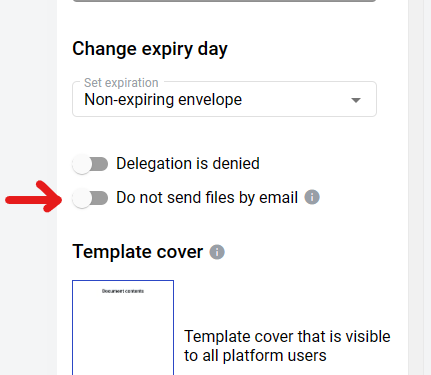 Change expiry day
Set expiration
Non-expiring envelope
Delegation is denied
Do not send files by email
Template cover
Document contents
Template cover that is visible
to all platform users